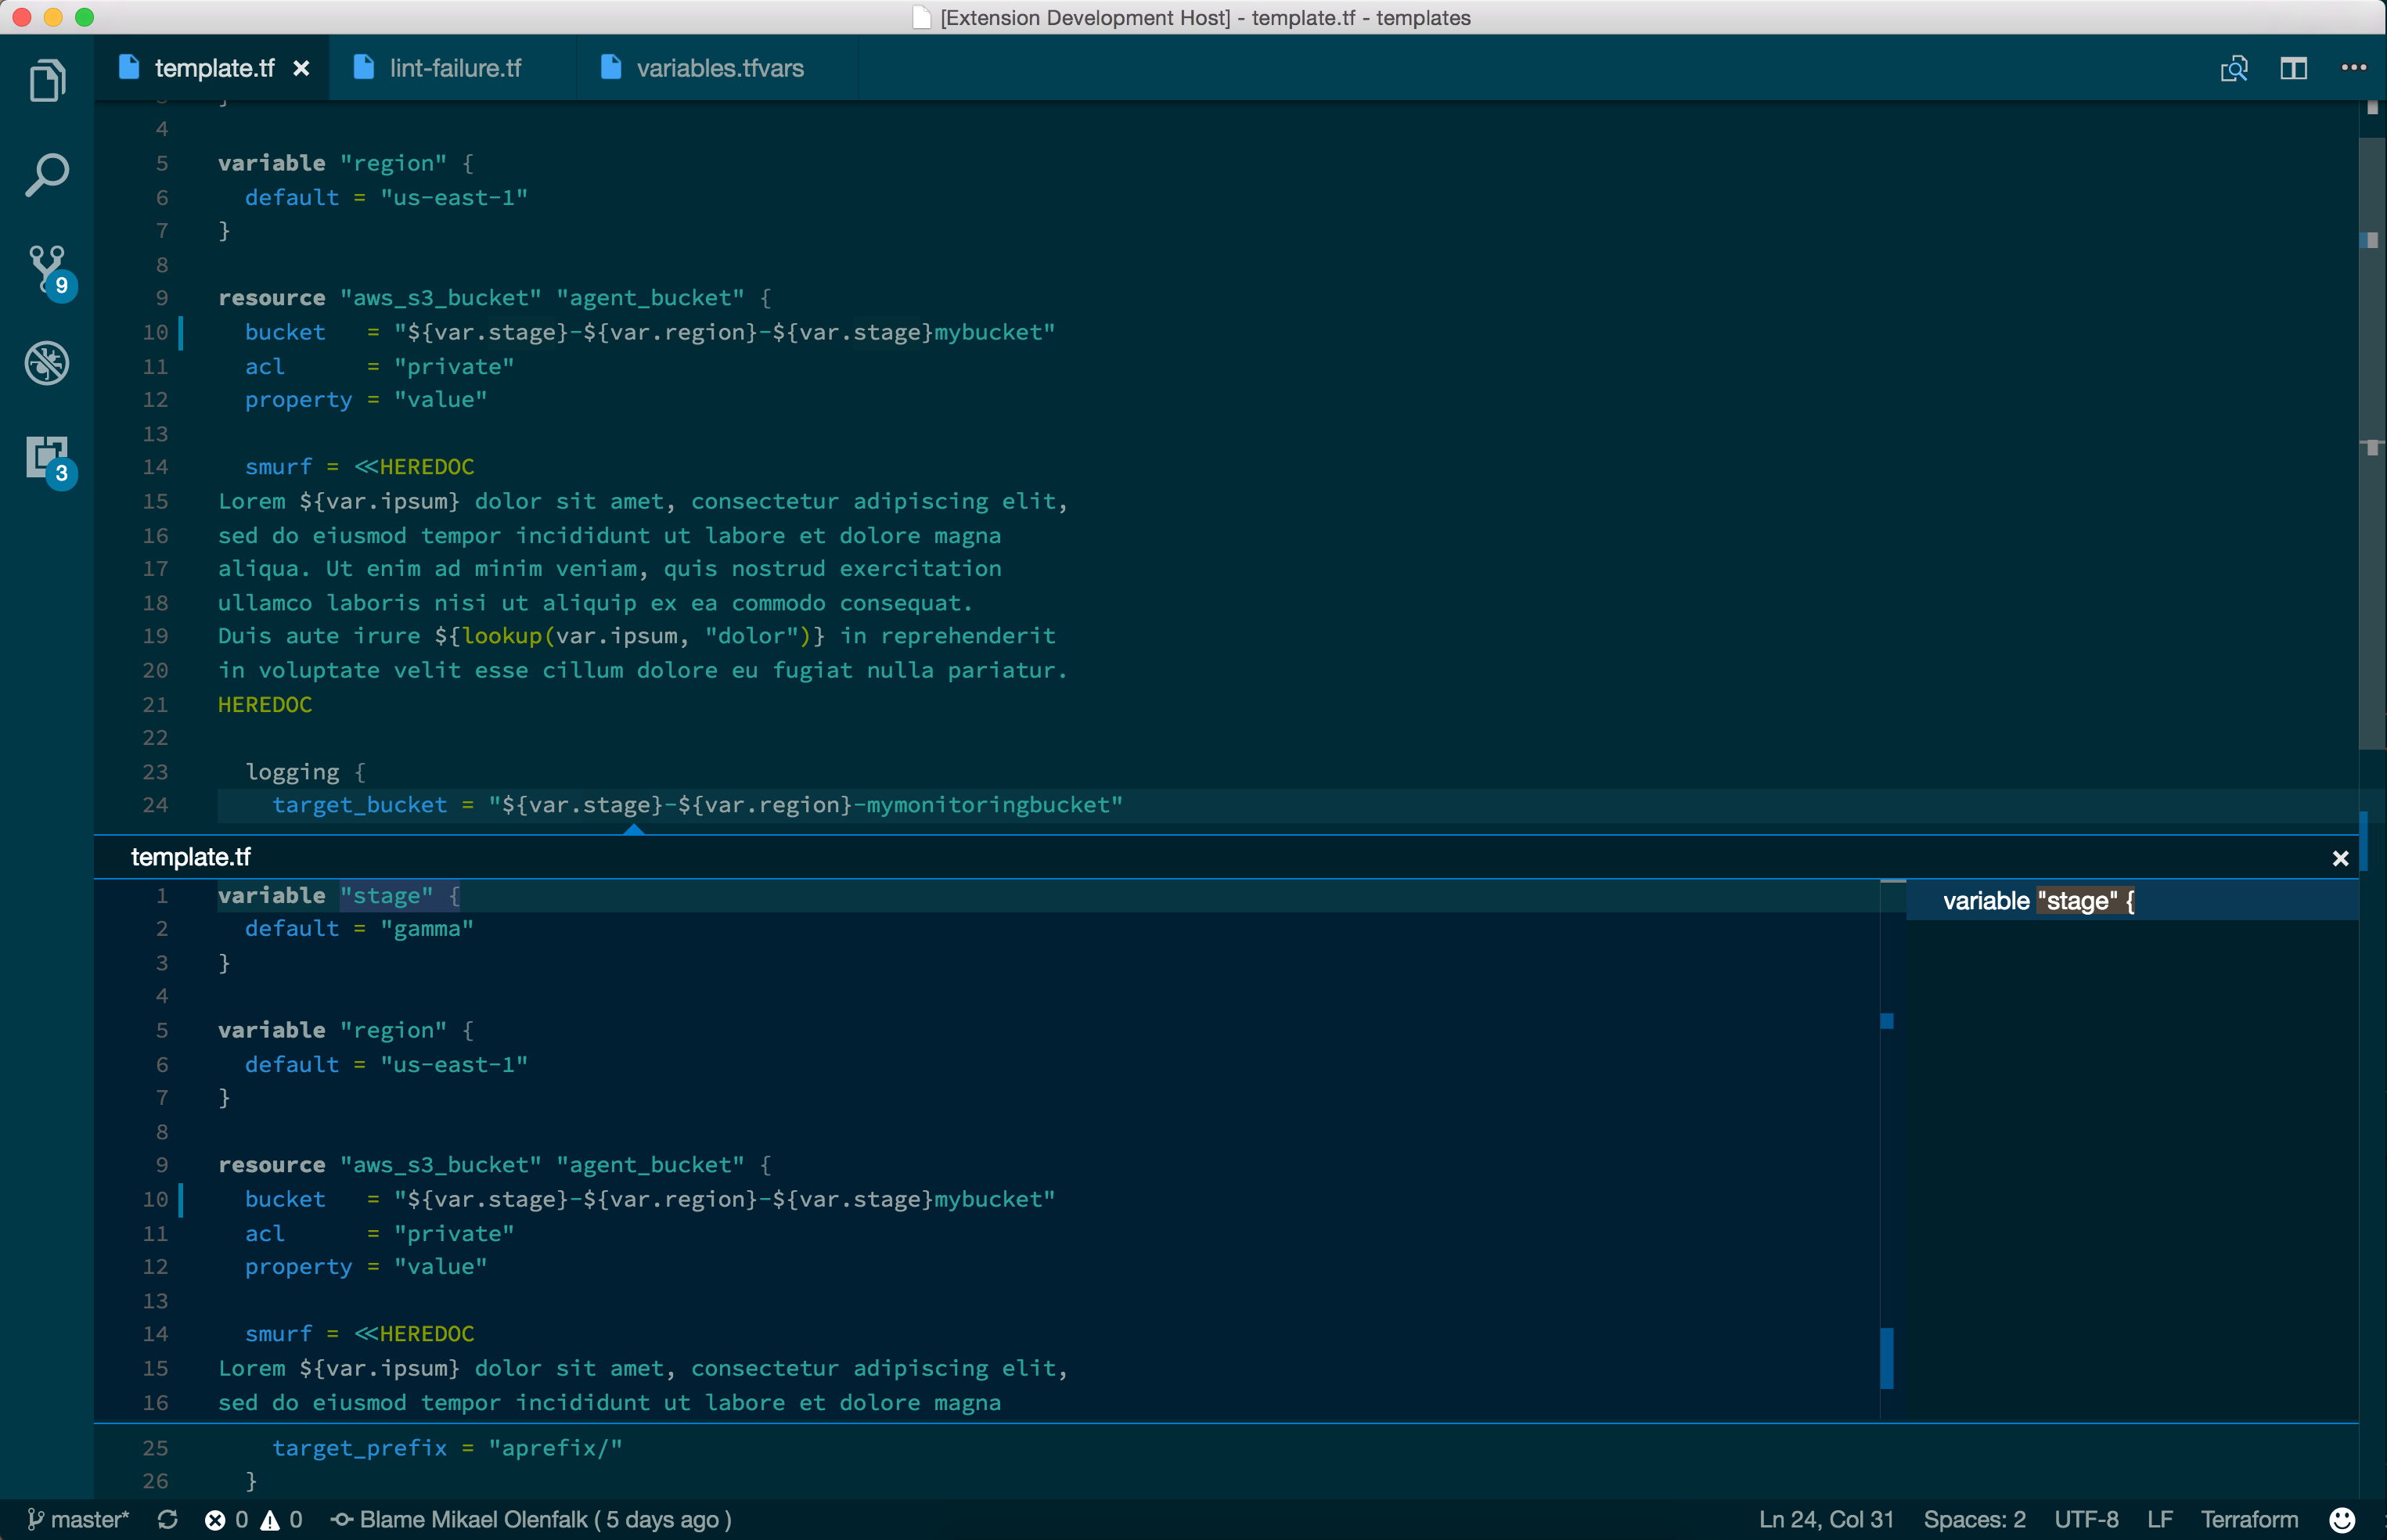 [Extension Development Host] - template.tf - templates
template.tf lint-failure.tf variables.tfvars
4
5 variable "region" {
6   default = "us-east-1"
7 }
8
9 resource "aws_s3_bucket" "agent_bucket" {
10   bucket   = "${var.stage}-${var.region}-${var.stage}mybucket"
11   acl      = "private"
12   property = "value"
13
14   smurf = <<HEREDOC
15 Lorem ${var.ipsum} dolor sit amet, consectetur adipiscing elit,
16 sed do eiusmod tempor incididunt ut labore et dolore magna
17 aliqua. Ut enim ad minim veniam, quis nostrud exercitation
18 ullamco laboris nisi ut aliquip ex ea commodo consequat.
19 Duis aute irure ${lookup(var.ipsum, "dolor")} in reprehenderit
20 in voluptate velit esse cillum dolore eu fugiat nulla pariatur.
21 HEREDOC
22
23   logging {
24     target_bucket = "${var.stage}-${var.region}-mymonitoringbucket"
template.tf
1 variable "stage" {
2   default = "gamma"
3 }
4
5 variable "region" {
6   default = "us-east-1"
7 }
8
9 resource "aws_s3_bucket" "agent_bucket" {
10   bucket   = "${var.stage}-${var.region}-${var.stage}mybucket"
11   acl      = "private"
12   property = "value"
13
14   smurf = <<HEREDOC
15 Lorem ${var.ipsum} dolor sit amet, consectetur adipiscing elit,
16 sed do eiusmod tempor incididunt ut labore et dolore magna
variable "stage" {
25     target_prefix = "aprefix/"
26   }
9
3
master* 0 0 Blame Mikael Olenfalk ( 5 days ago ) Ln 24, Col 31 Spaces: 2 UTF-8 LF Terraform